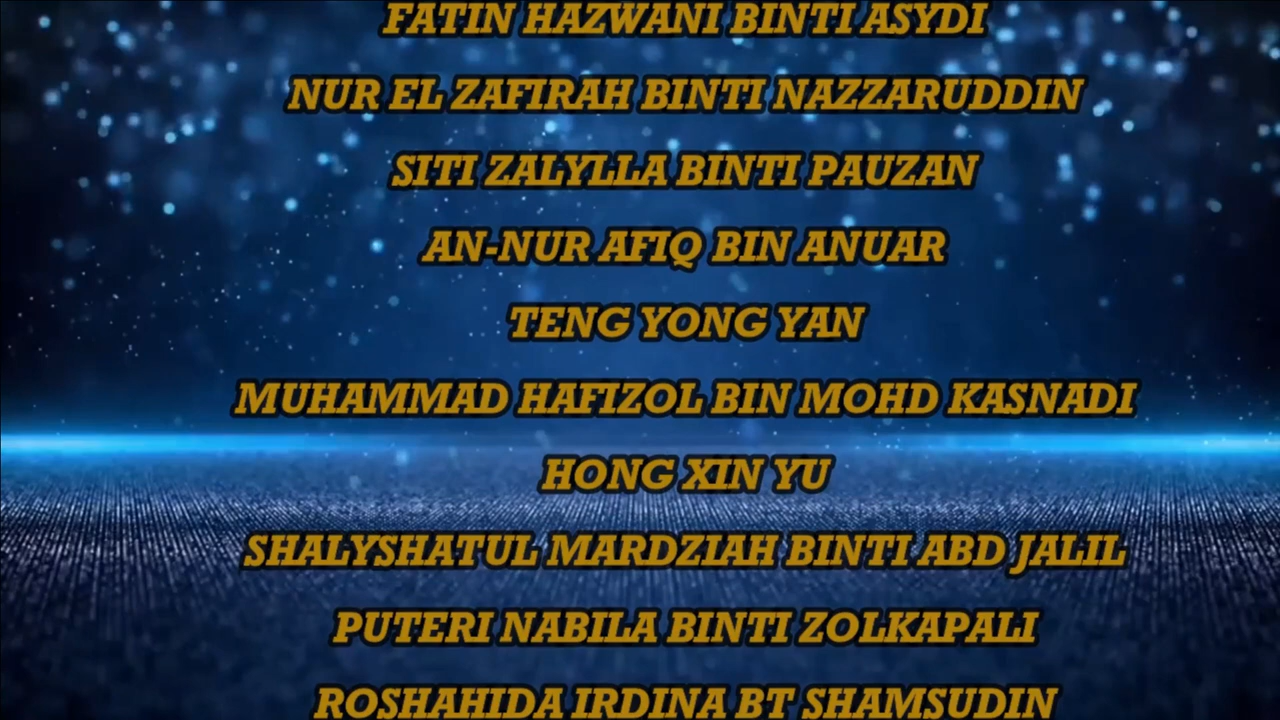 FATIN HAZWANI BINTI ASYDI
NUR EL ZAFIRAH BINTI NAZZARUDDIN
SITI ZALYLLA BINTI PAUZAN
AN-NUR AFIQ BIN ANUAR
TENG YONG YAN
MUHAMMAD HAFIZOL BIN MOHD KASNADI
HONG XIN YU
SHALYSHATUL MARDZIAH BINTI ABD JALIL
PUTERI NABILA BINTI ZOLKAPALI
ROSHAHIDA IRDINA BT SHAMSUDIN